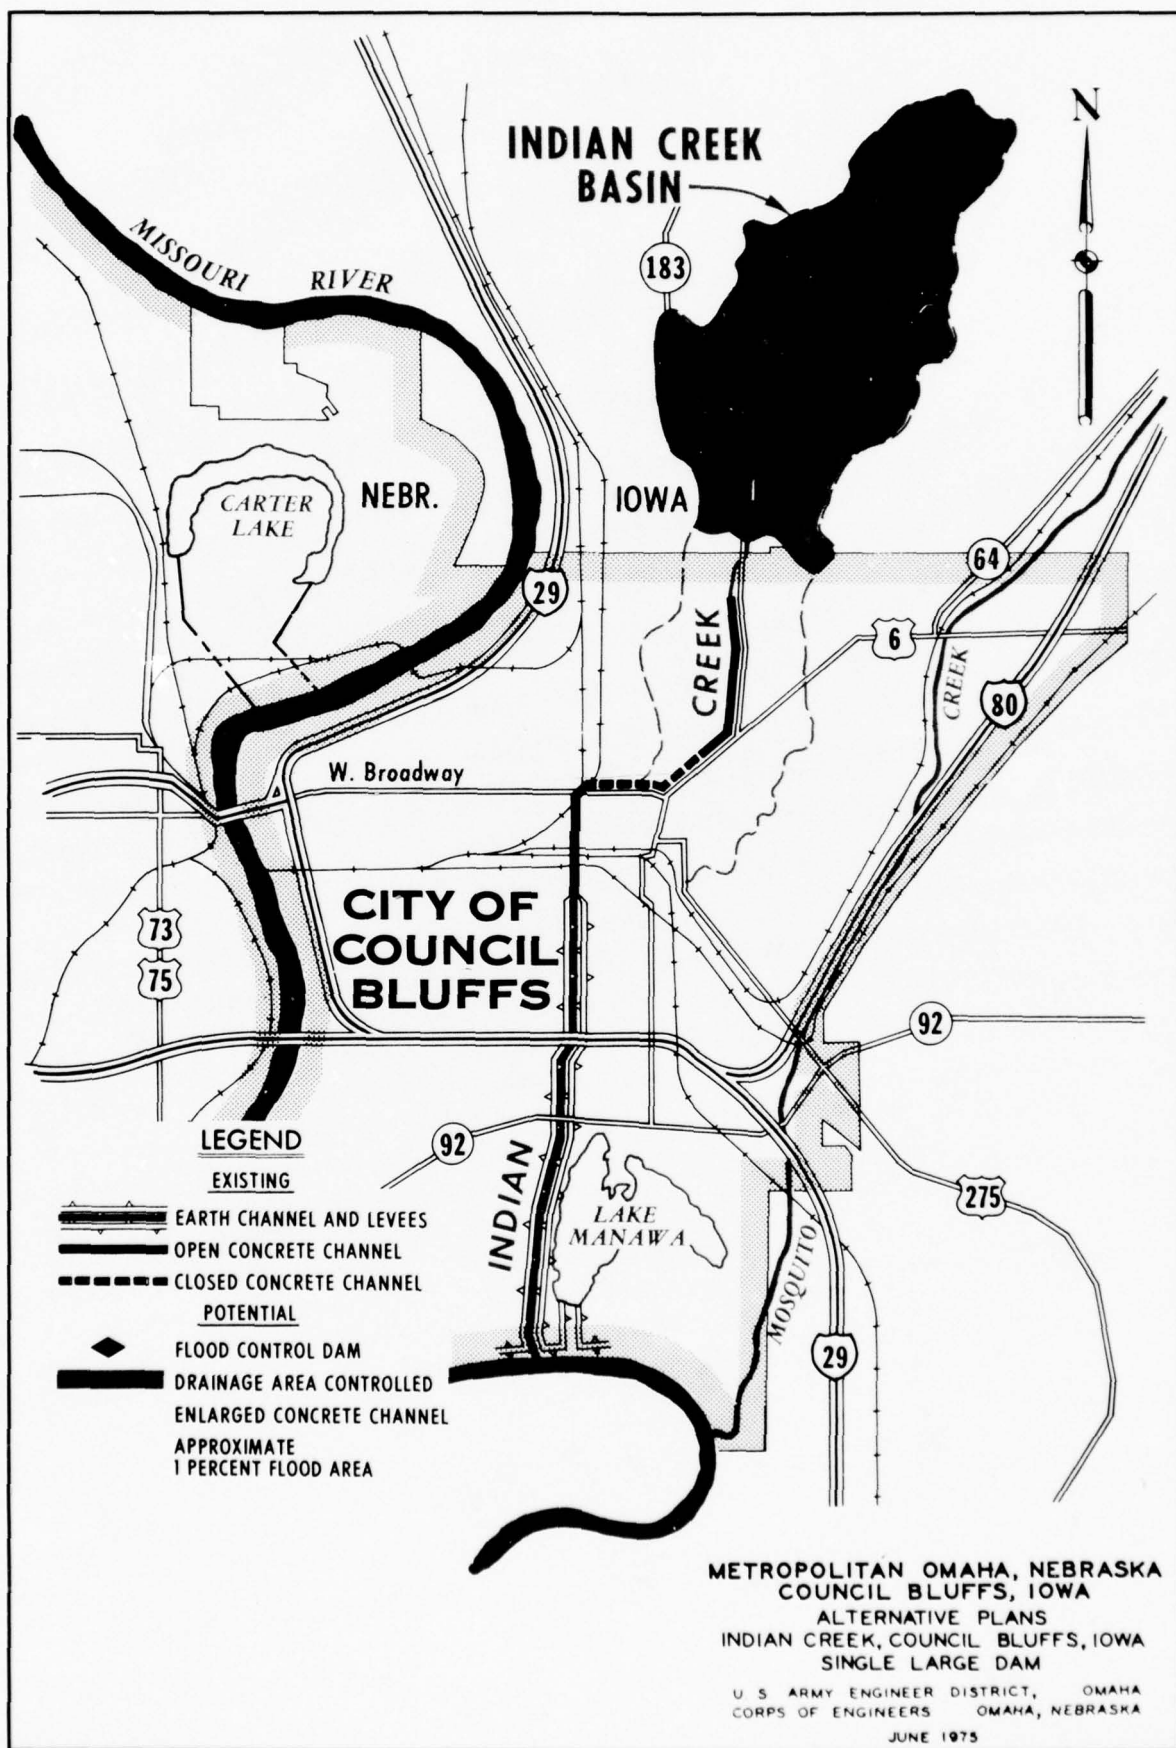 INDIAN CREEK
BASIN
N
MISSOURI RIVER
183
CARTER
LAKE
NEBR.
IOWA
64
29
6
CREEK
CREEK
80
W. Broadway
CITY OF
COUNCIL
BLUFFS
73
75
92
92
LEGEND
EXISTING
EARTH CHANNEL AND LEVEES
OPEN CONCRETE CHANNEL
CLOSED CONCRETE CHANNEL
POTENTIAL
FLOOD CONTROL DAM
DRAINAGE AREA CONTROLLED
ENLARGED CONCRETE CHANNEL
APPROXIMATE
1 PERCENT FLOOD AREA
INDIAN
LAKE
MANAWA
275
MOSQUITO
29
METROPOLITAN OMAHA, NEBRASKA
COUNCIL BLUFFS, IOWA
ALTERNATIVE PLANS
INDIAN CREEK, COUNCIL BLUFFS, IOWA
SINGLE LARGE DAM
U S ARMY ENGINEER DISTRICT, OMAHA
CORPS OF ENGINEERS OMAHA, NEBRASKA
JUNE 1975